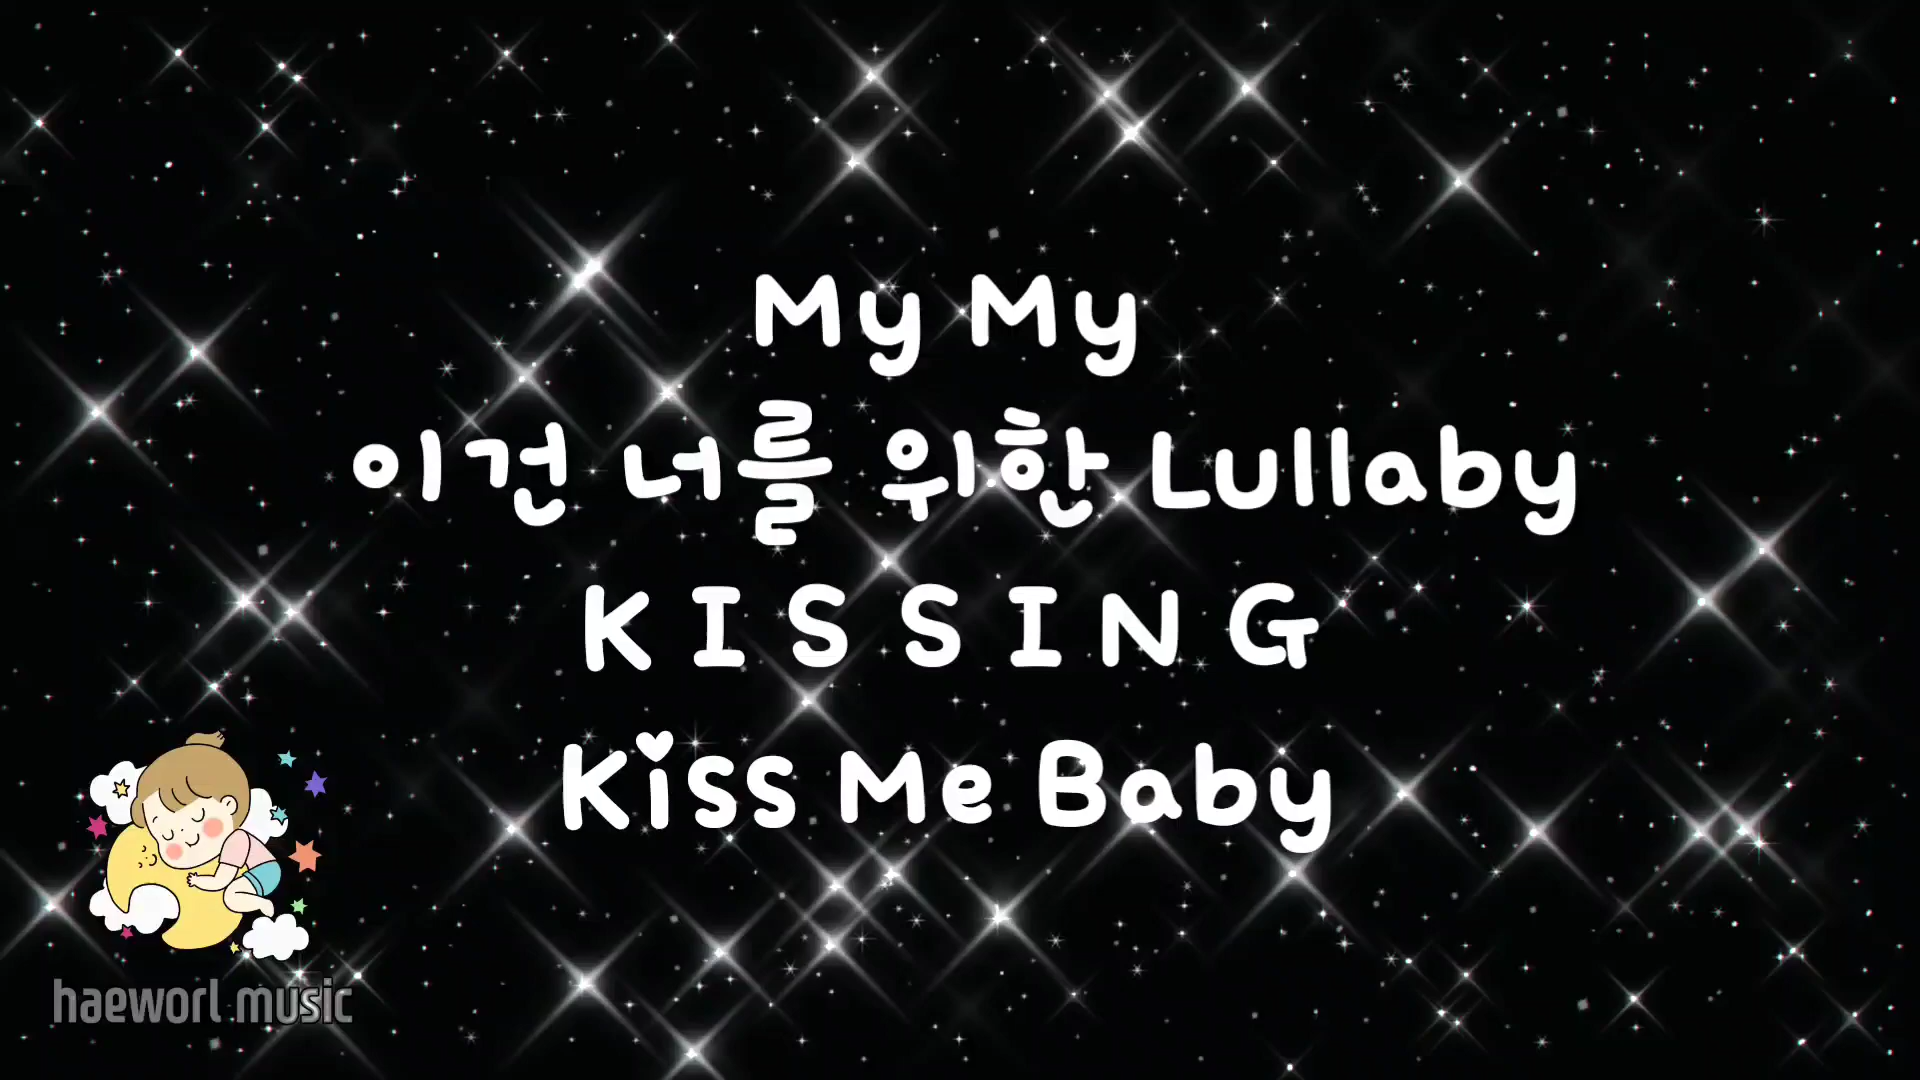 My My
이건 너를 위한 Lullaby
K I S S I N G
Kiss Me Baby
haeworl music